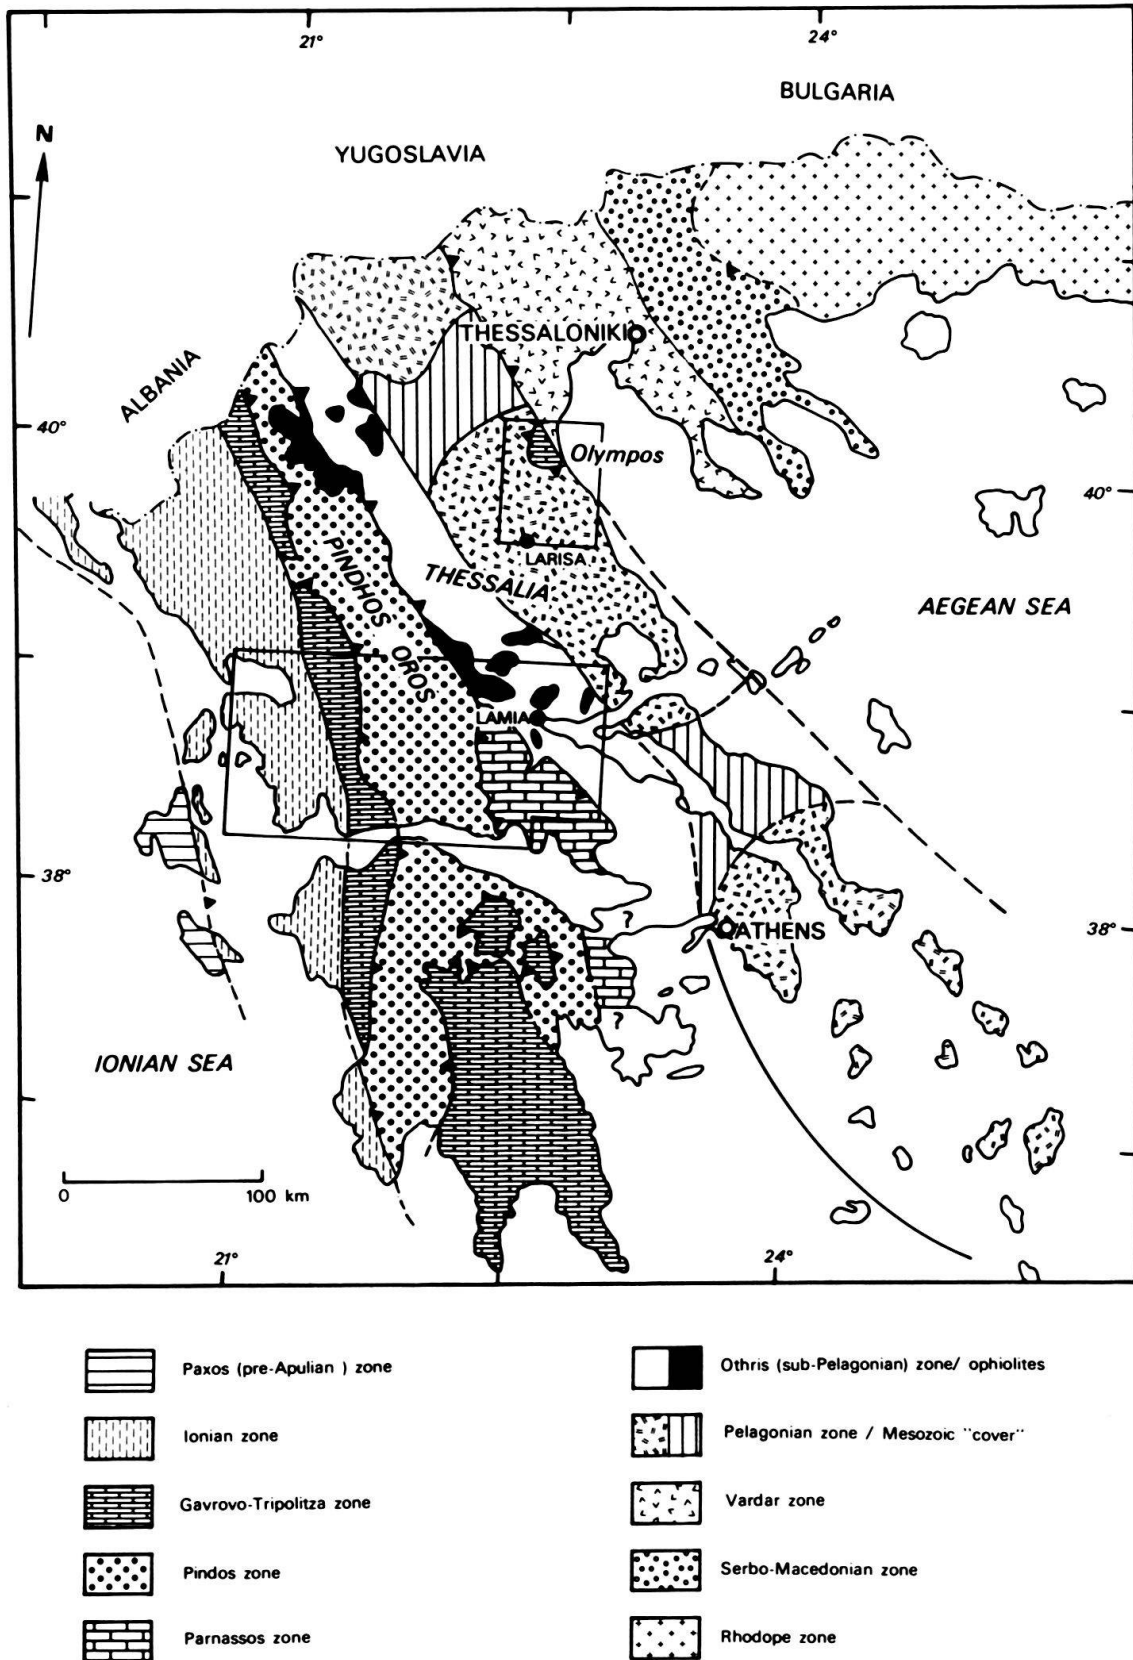 21°
24°
BULGARIA
N
YUGOSLAVIA
THESSALONIKI
ALBANIA
40°
Olympos
40°
LARISA
PINDHOS OROS
THESSALIA
AEGEAN SEA
LAMIA
38°
?
ATHENS
38°
?
IONIAN SEA
0 100 km
21°
24°
Paxos (pre-Apulian ) zone
Ionian zone
Gavrovo-Tripolitza zone
Pindos zone
Parnassos zone
Othris (sub-Pelagonian) zone/ ophiolites
Pelagonian zone / Mesozoic "cover"
Vardar zone
Serbo-Macedonian zone
Rhodope zone